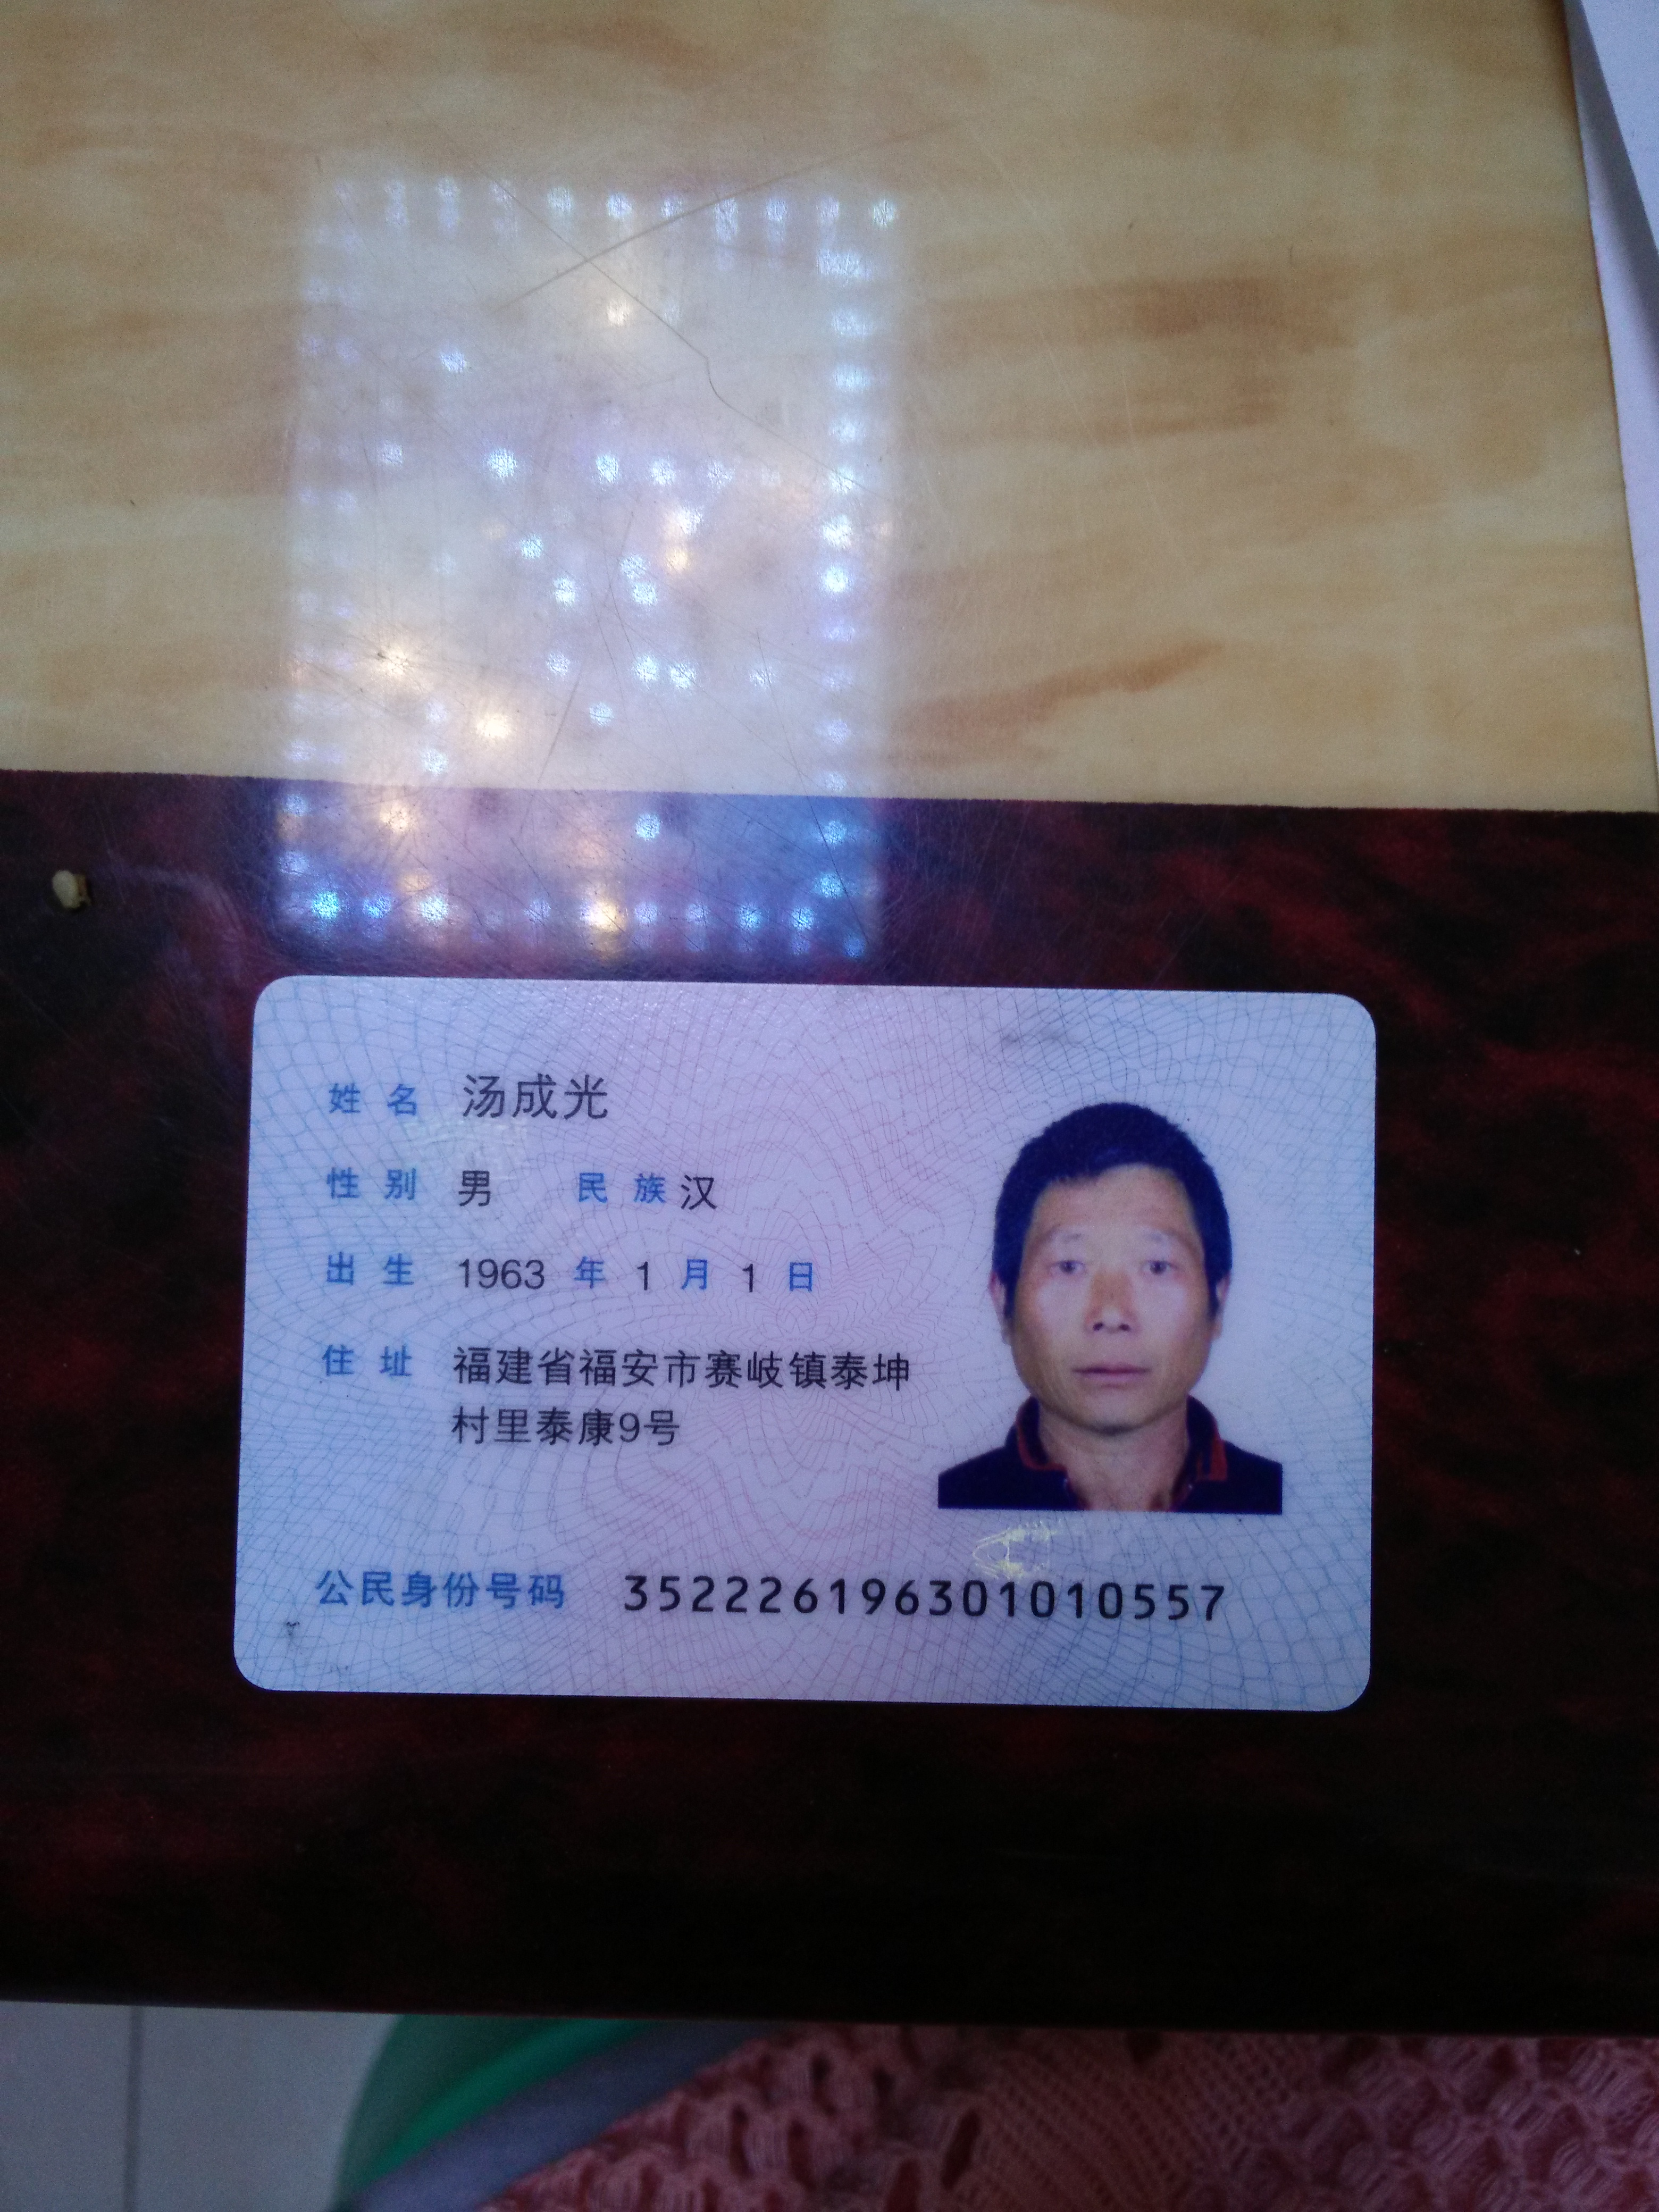 姓名 汤成光
性别 男 民族 汉
出生 1963 年 1 月 1 日
住址 福建省福安市赛岐镇泰坤
村里泰康9号
公民身份号码 352226196301010557